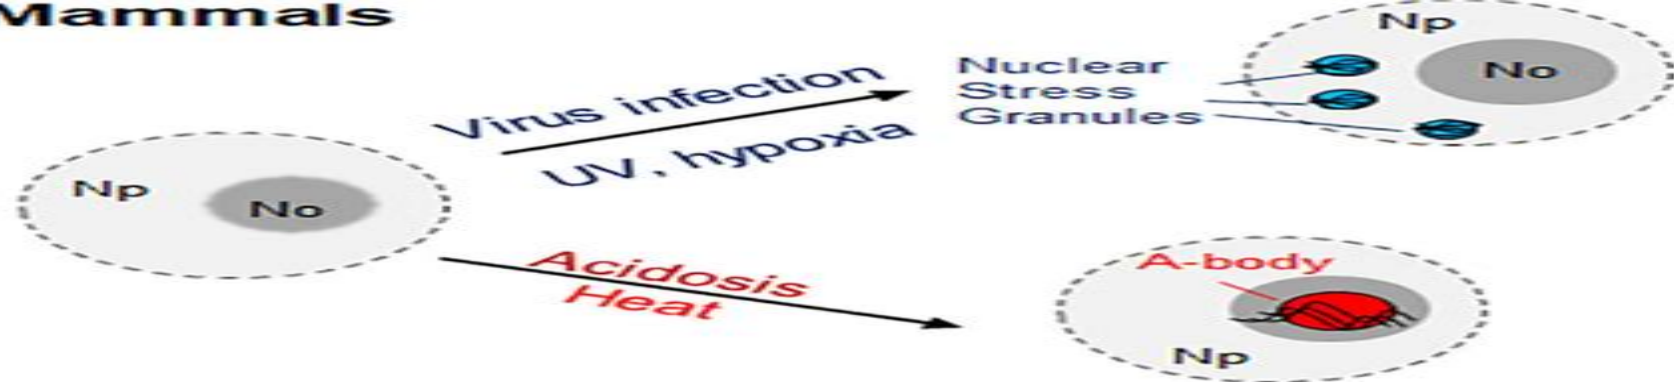 Mammals
Virus infection
UV, hypoxia
Nuclear
Stress
Granules
Np
No
Np
No
Acidosis
Heat
A-body
Np